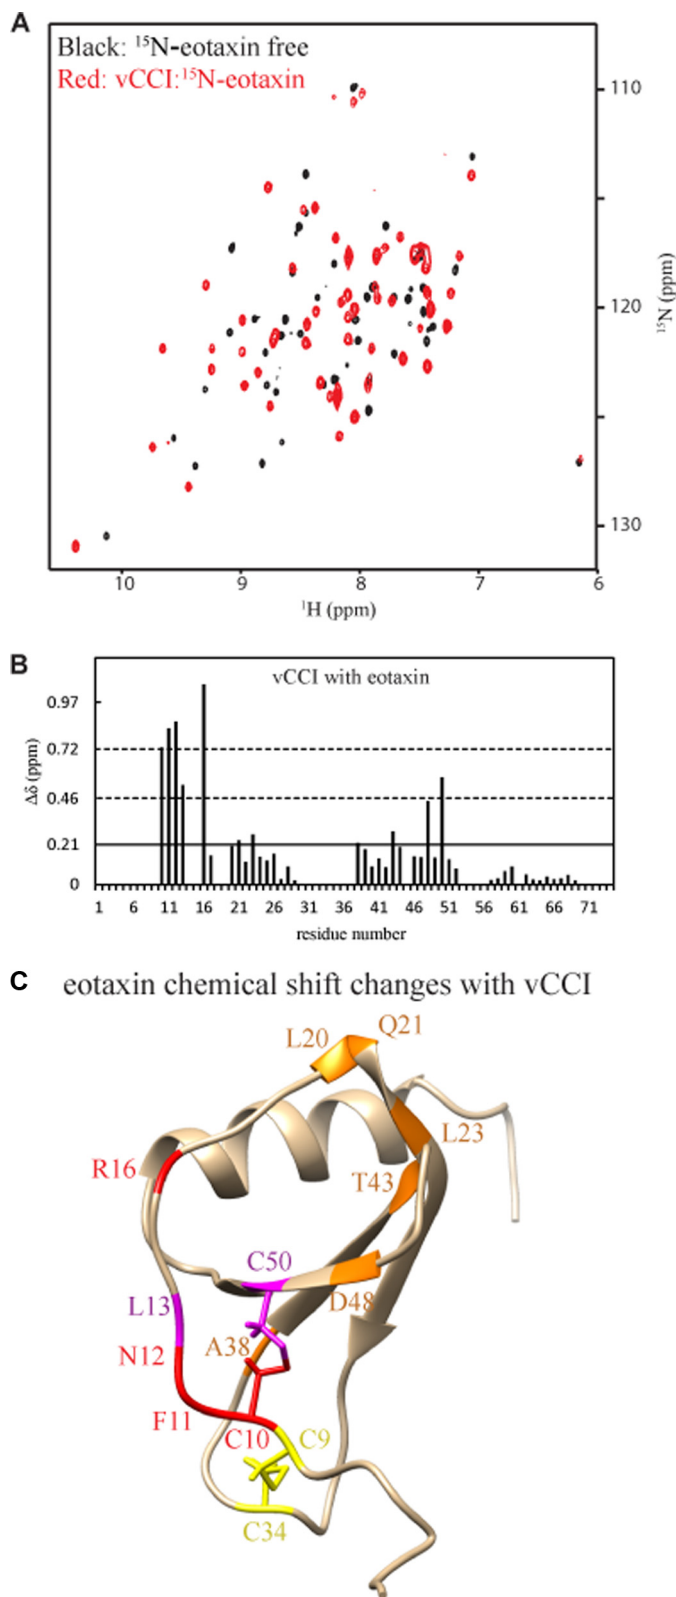 A
Black: ¹⁵N-eotaxin free
Red: vCCI:¹⁵N-eotaxin
110
120
130
¹⁵N (ppm)
10 9 8 7 6
¹H (ppm)
B
vCCI with eotaxin
0.97
0.72
0.46
0.21
0
Δδ (ppm)
1 6 11 16 21 26 31 36 41 46 51 56 61 66 71
residue number
C eotaxin chemical shift changes with vCCI
Q21
L20
L23
R16
T43
C50
L13
D48
N12
A38
F11
C10 C9
C34